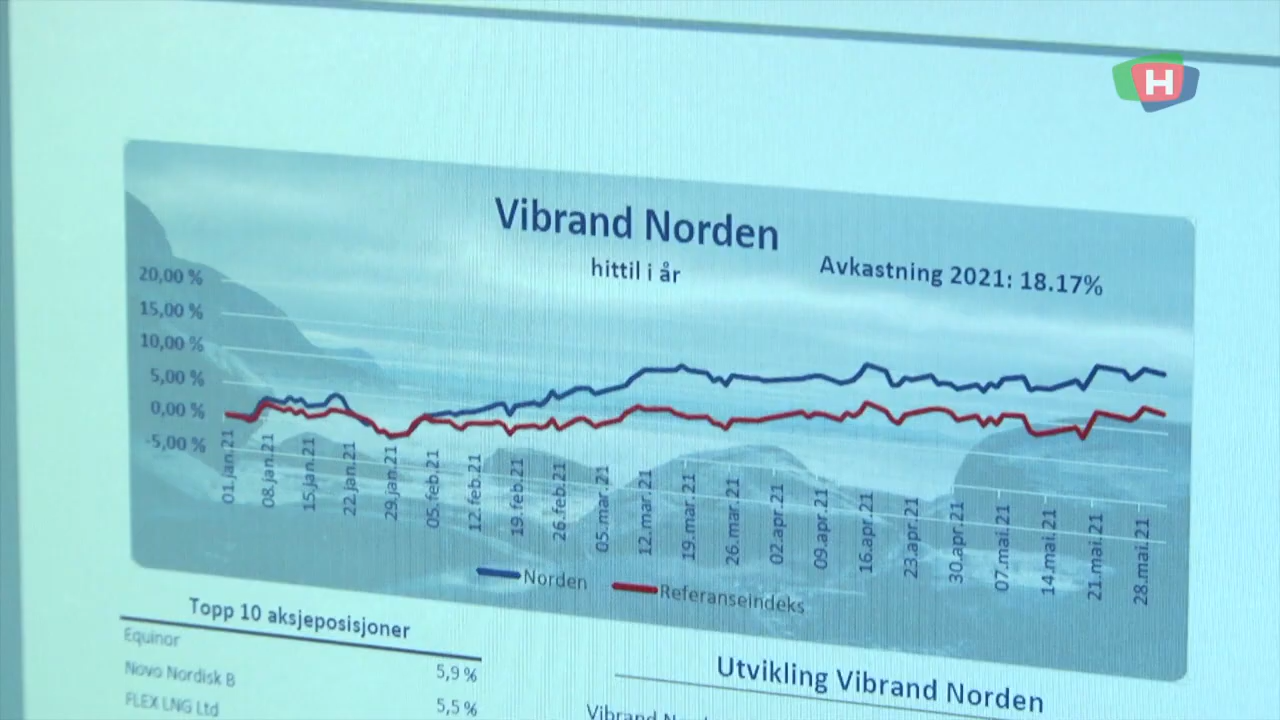 H
Vibrand Norden
hittil i år
Avkastning 2021: 18.17%
20,00 %
15,00 %
10,00 %
5,00 %
0,00 %
-5,00 %
01.jan.21
08.jan.21
15.jan.21
22.jan.21
29.jan.21
05.feb.21
12.feb.21
19.feb.21
26.feb.21
05.mar.21
12.mar.21
19.mar.21
26.mar.21
02.apr.21
09.apr.21
16.apr.21
23.apr.21
30.apr.21
07.mai.21
14.mai.21
21.mai.21
28.mai.21
Norden Referanseindeks
Topp 10 aksjeposisjoner
Equinor 5,9 %
Novo Nordisk B 5,5 %
FLEX LNG Ltd
Utvikling Vibrand Norden
Vibrand